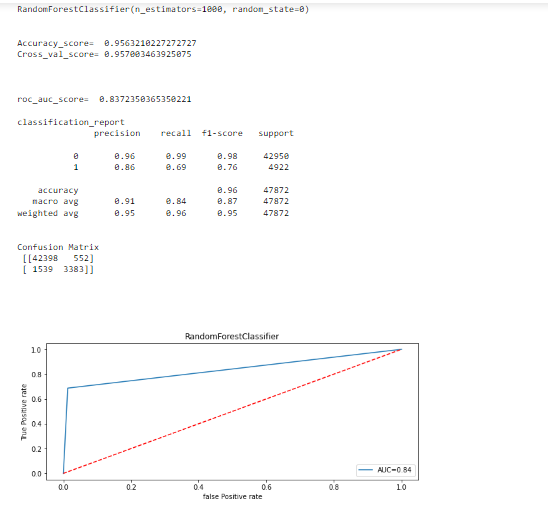 RandomForestClassifier(n_estimators=1000, random_state=0)
Accuracy_score= 0.9563210227272727
Cross_val_score= 0.957003463925075
roc_auc_score= 0.8372350365350221
classification_report
precision recall f1-score support
0 0.96 0.99 0.98 42950
1 0.86 0.69 0.76 4922
accuracy 0.96 47872
macro avg 0.91 0.84 0.87 47872
weighted avg 0.95 0.96 0.95 47872
Confusion Matrix
[[42398 552]
[ 1539 3383]]
RandomForestClassifier
1.0
0.8
0.6
0.4
0.2
0.0
True Positive rate
AUC=0.84
0.0 0.2 0.4 0.6 0.8 1.0
false Positive rate